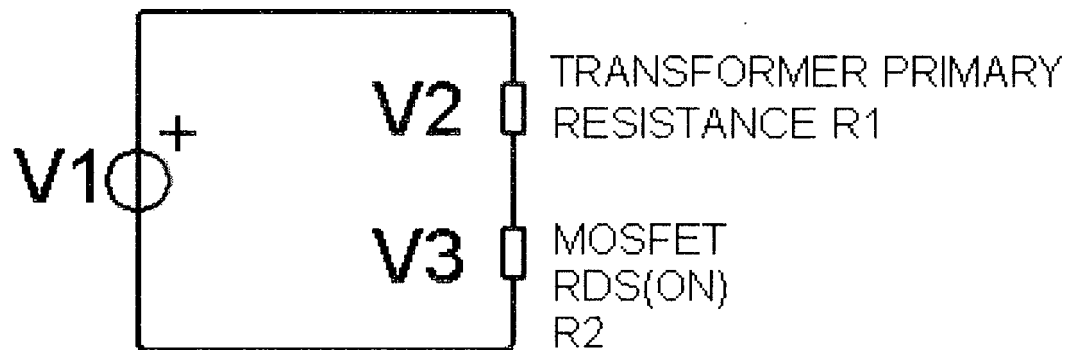 V2
TRANSFORMER PRIMARY
RESISTANCE R1
+
V1
V3
MOSFET
RDS(ON)
R2